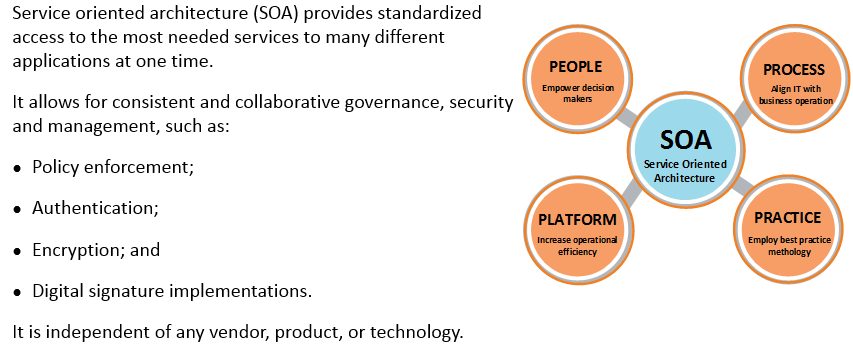 Service oriented architecture (SOA) provides standardized
access to the most needed services to many different
applications at one time.
It allows for consistent and collaborative governance, security
and management, such as:
● Policy enforcement;
● Authentication;
● Encryption; and
● Digital signature implementations.
It is independent of any vendor, product, or technology.
PEOPLE
Empower decision
makers
PROCESS
Align IT with
business operation
SOA
Service Oriented
Architecture
PLATFORM
Increase operational
efficiency
PRACTICE
Employ best practice
methology